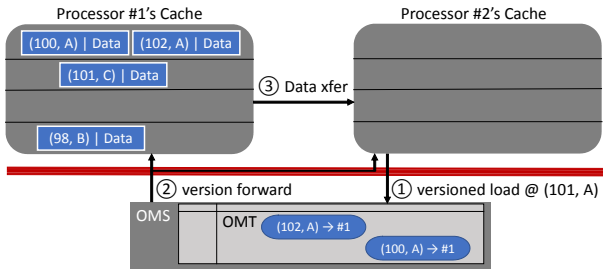 Processor #1's Cache
Processor #2's Cache
(100, A) | Data
(102, A) | Data
(101, C) | Data
③ Data xfer
(98, B) | Data
② version forward
① versioned load @ (101, A)
OMS
OMT
(102, A) → #1
(100, A) → #1